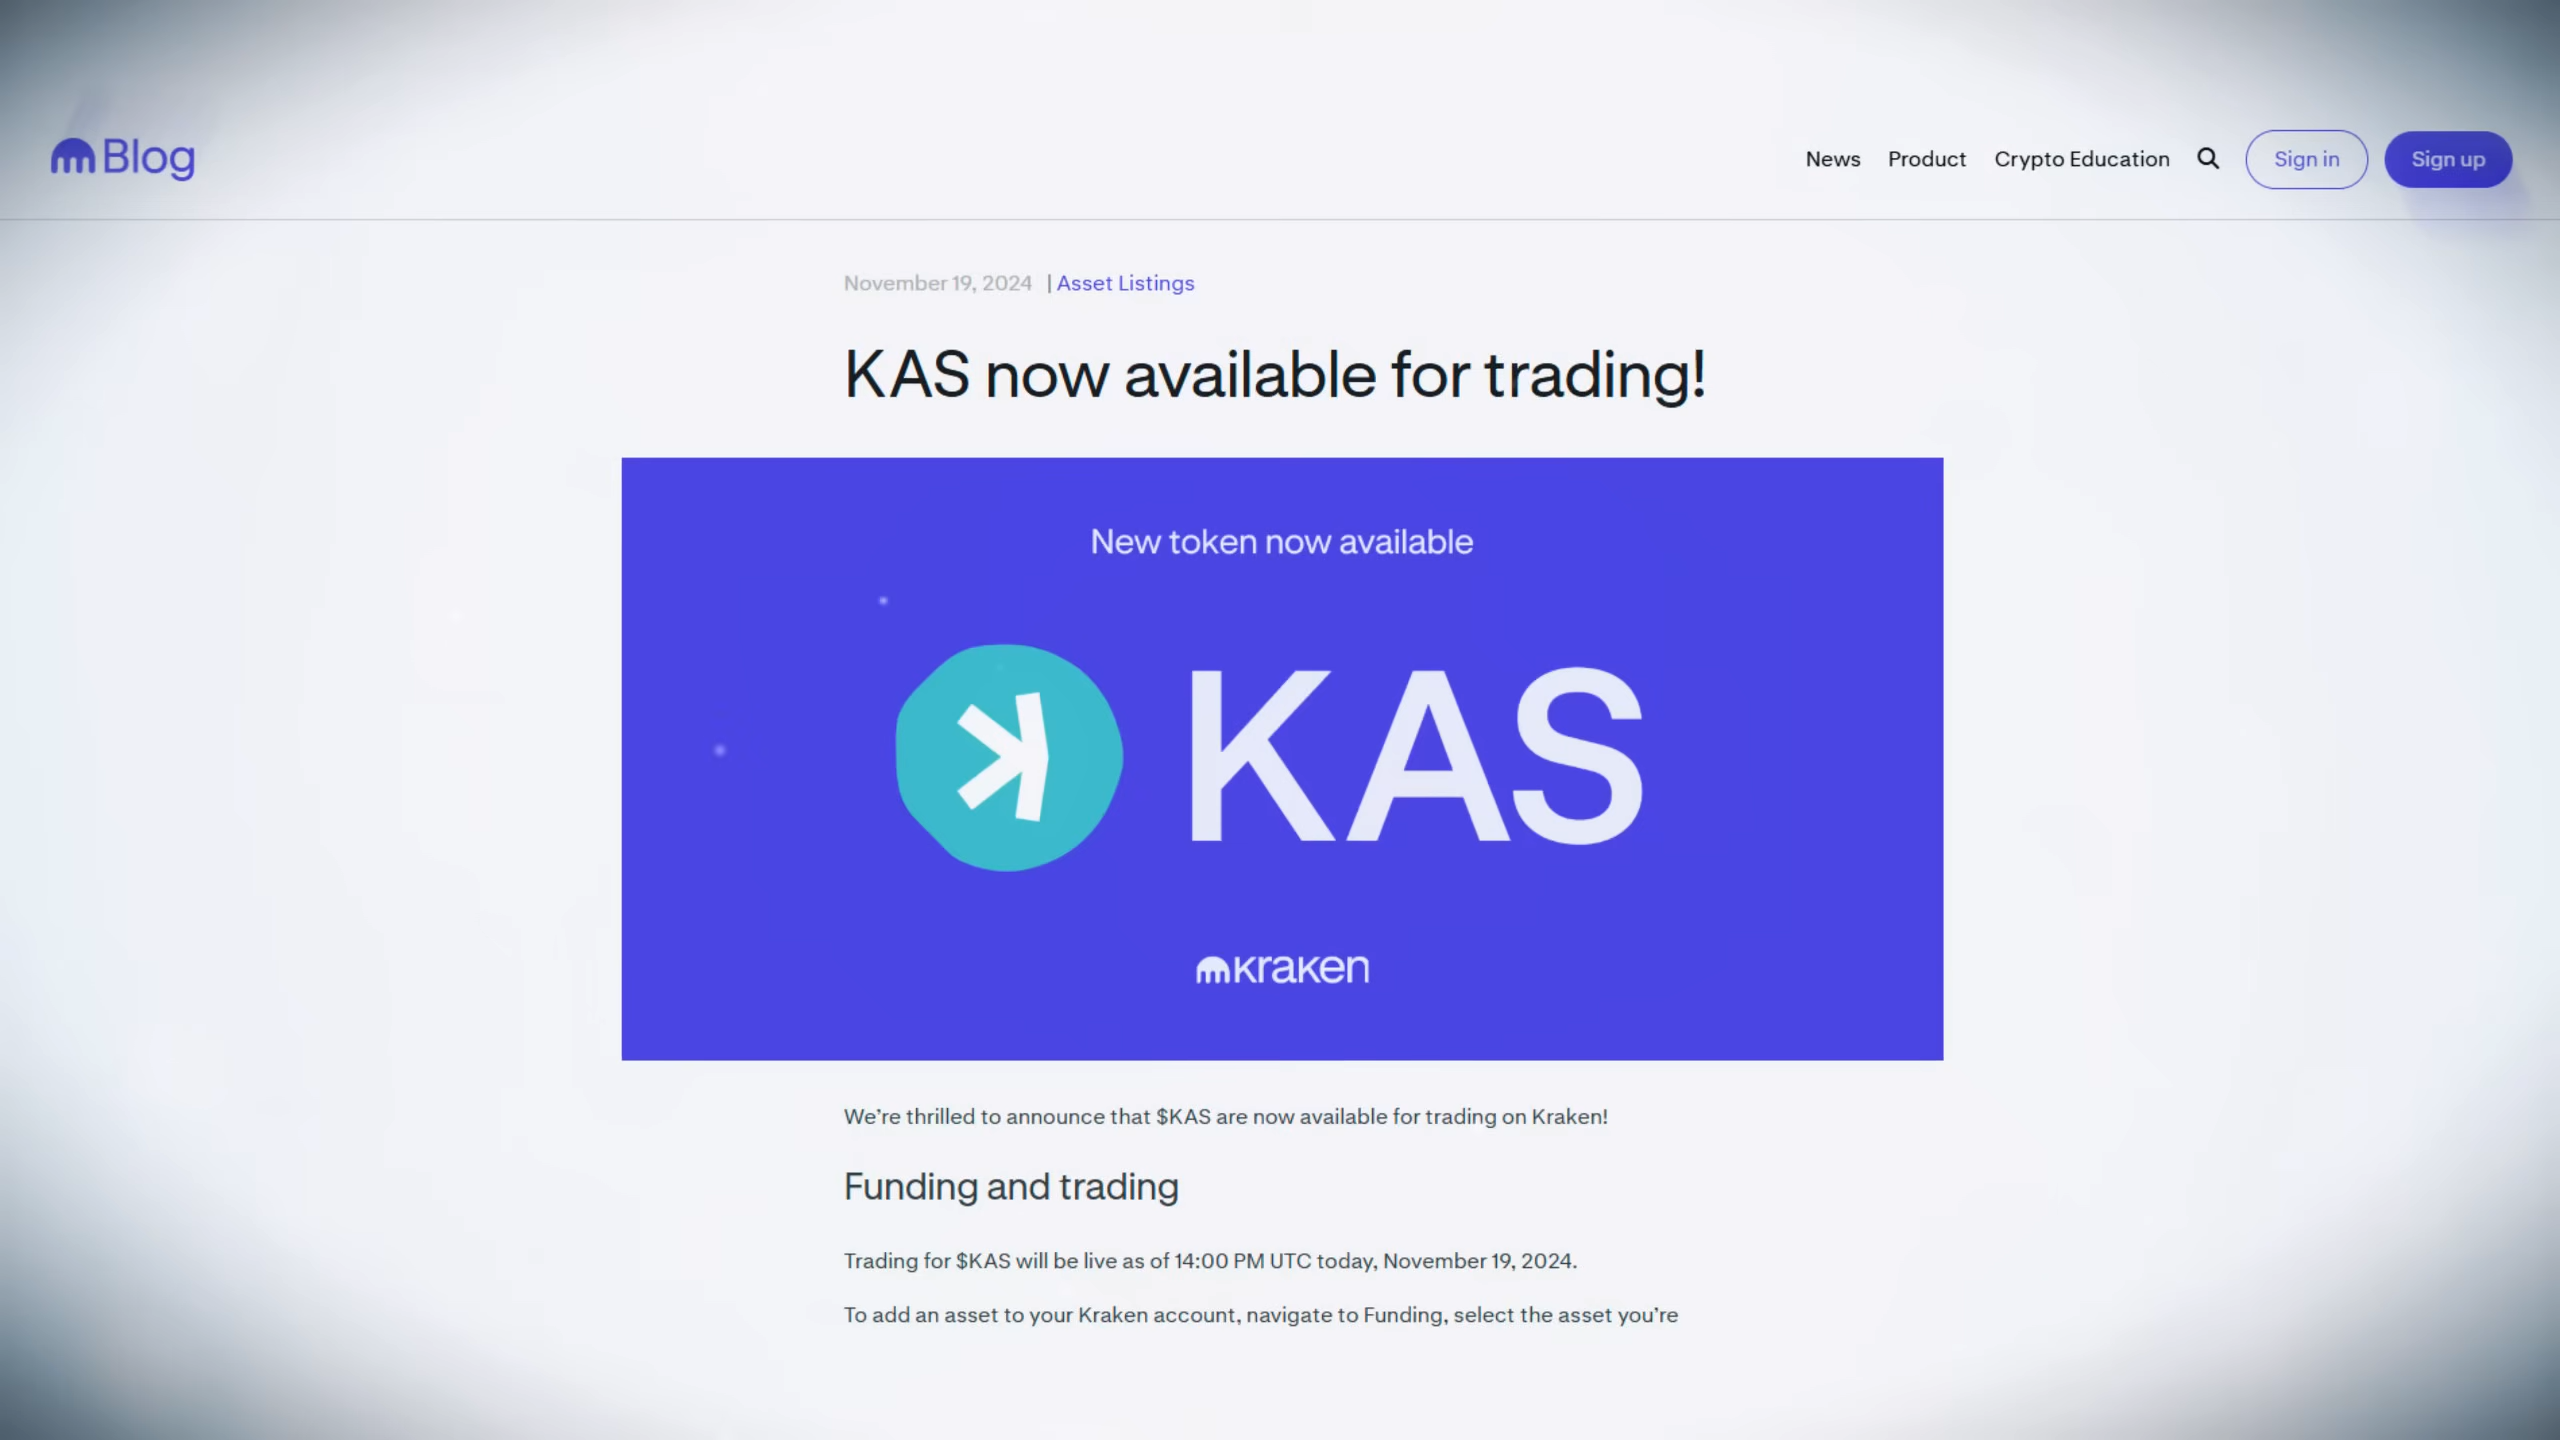 Blog
News Product Crypto Education Sign in Sign up
November 19, 2024 | Asset Listings
KAS now available for trading!
New token now available
KAS
kraken
We’re thrilled to announce that $KAS are now available for trading on Kraken!
Funding and trading
Trading for $KAS will be live as of 14:00 PM UTC today, November 19, 2024.
To add an asset to your Kraken account, navigate to Funding, select the asset you’re